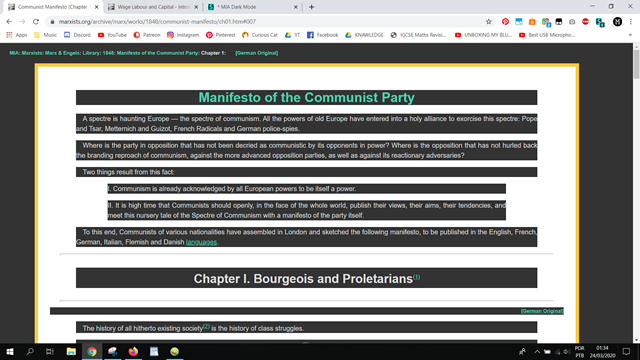 Communist Manifesto (Chapter
Wage Labour and Capital -
* MIA Dark Mode
marxists.org/archive/marx/works/1848/communist-manifesto/ch01.htm#007
Apps Music Discord YouTube Patreon Instagram Pinterest Curious Cat YT Facebook KNOWLEDGE IGCSE Maths Revisi... UNBOXING MY BLU... Best USB Micropho...
MIA: Marxists: Marx & Engels: Library: 1848: Manifesto of the Communist Party: Chapter 1: [German Original]
Manifesto of the Communist Party
A spectre is haunting Europe — the spectre of communism. All the powers of old Europe have entered into a holy alliance to exorcise this spectre: Pope
and Tsar, Metternich and Guizot, French Radicals and German police-spies.
Where is the party in opposition that has not been decried as communistic by its opponents in power? Where is the opposition that has not hurled back
the branding reproach of communism, against the more advanced opposition parties, as well as against its reactionary adversaries?
Two things result from this fact:
I. Communism is already acknowledged by all European powers to be itself a power.
II. It is high time that Communists should openly, in the face of the whole world, publish their views, their aims, their tendencies, and
meet this nursery tale of the Spectre of Communism with a manifesto of the party itself.
To this end, Communists of various nationalities have assembled in London and sketched the following manifesto, to be published in the English, French,
German, Italian, Flemish and Danish languages.
Chapter I. Bourgeois and Proletarians(1)
[German Original]
The history of all hitherto existing society(2) is the history of class struggles.
POR
PTB
01:34
24/03/2020